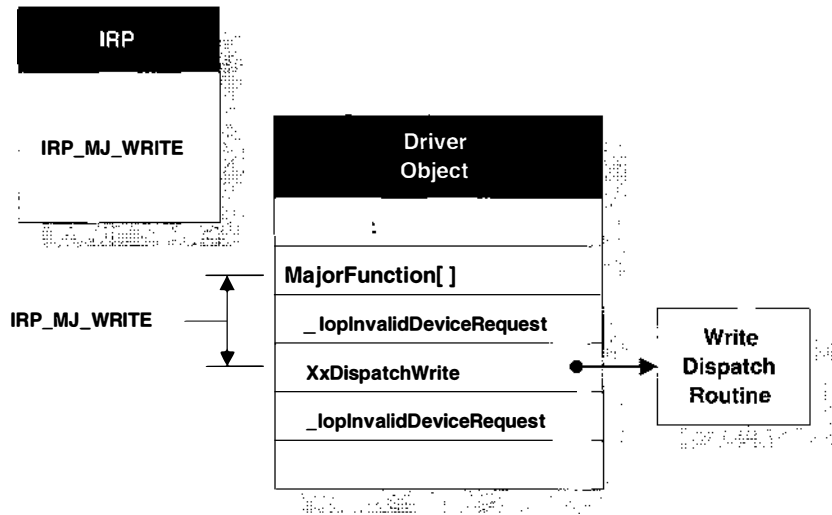 IRP
IRP_MJ_WRITE
Driver
Object
:
MajorFunction[ ]
IRP_MJ_WRITE
_IopInvalidDeviceRequest
XxDispatchWrite
_IopInvalidDeviceRequest
Write
Dispatch
Routine